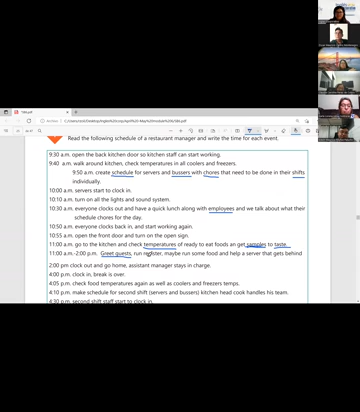 Read the following schedule of a restaurant manager and write the time for each event.
9:30 a.m. open the back kitchen door so kitchen staff can start working.
9:40 a.m. walk around kitchen, check temperatures in all coolers and freezers.
9:50 a.m. create schedule for servers and bussers with chores that need to be done in their shifts
individually.
10:00 a.m. servers start to clock in.
10:10 a.m. turn on all the lights and sound system.
10:30 a.m. everyone clocks out and have a quick lunch along with employees and we talk about what their
schedule chores for the day.
10:50 a.m. everyone clocks back in, and start working again.
10:55 a.m. open the front door and turn on the open sign.
11:00 a.m. go to the kitchen and check temperatures of ready to eat foods an get samples to taste
11:00 a.m.-2:00 p.m. Greet guests, run register, maybe run some food and help a server that gets behind
2:00 pm clock out and go home, assistant manager stays in charge.
4:00 p.m. clock in, break is over.
4:05 p.m. check food temperatures again as well as coolers and freezers temps.
4:10 p.m. make schedule for second shift (servers and bussers) kitchen head cook handles his team.
4:30 p.m. second shift staff start to clock in.